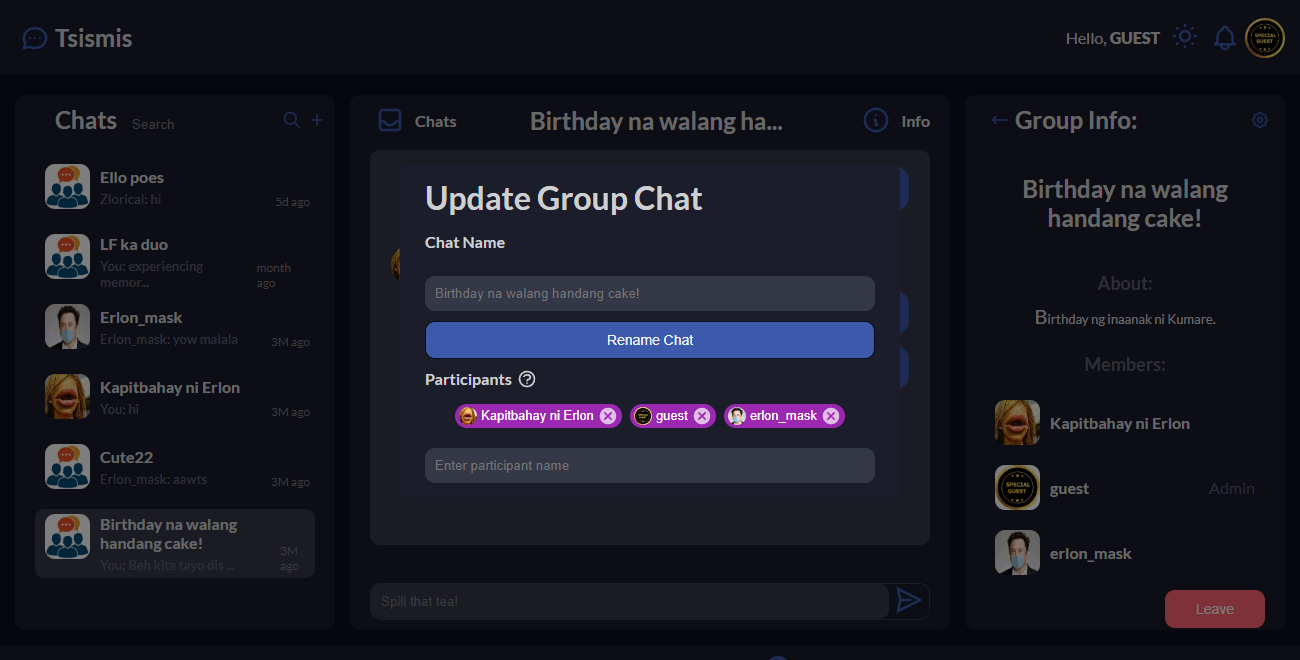 Tsismis
Hello, GUEST
SPECIAL
GUEST
Chats
Search
Ello poes
Zlorical: hi
5d ago
LF ka duo
You: experiencing
memor...
month
ago
Erlon_mask
Erlon_mask: yow malala
3M ago
Kapitbahay ni Erlon
You: hi
3M ago
Cute22
Erlon_mask: aawts
3M ago
Birthday na walang
handang cake!
You: Beh kita tayo dis ...
3M
ago
Chats
Birthday na walang ha...
Info
Update Group Chat
Chat Name
Birthday na walang handang cake!
Rename Chat
Participants
Kapitbahay ni Erlon
guest
erlon_mask
Enter participant name
Spill that tea!
Group Info:
Birthday na walang
handang cake!
About:
Birthday ng inaanak ni Kumare.
Members:
Kapitbahay ni Erlon
SPECIAL
GUEST
guest
Admin
erlon_mask
Leave